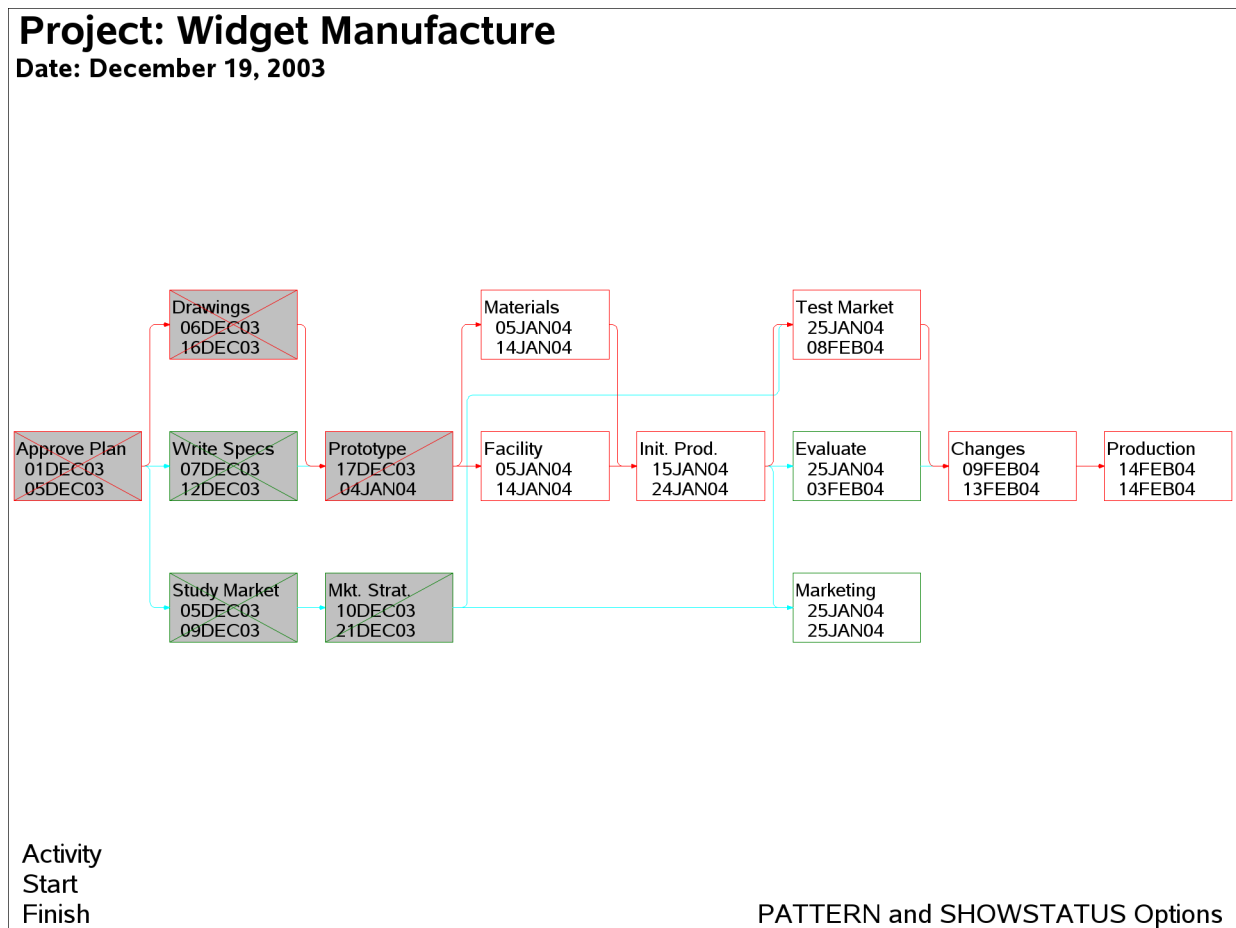 Project: Widget Manufacture
Date: December 19, 2003
Drawings
06DEC03
16DEC03
Materials
05JAN04
14JAN04
Test Market
25JAN04
08FEB04
Approve Plan
01DEC03
05DEC03
Write Specs
07DEC03
12DEC03
Prototype
17DEC03
04JAN04
Facility
05JAN04
14JAN04
Init. Prod.
15JAN04
24JAN04
Evaluate
25JAN04
03FEB04
Changes
09FEB04
13FEB04
Production
14FEB04
14FEB04
Study Market
05DEC03
09DEC03
Mkt. Strat.
10DEC03
21DEC03
Marketing
25JAN04
25JAN04
Activity
Start
Finish
PATTERN and SHOWSTATUS Options